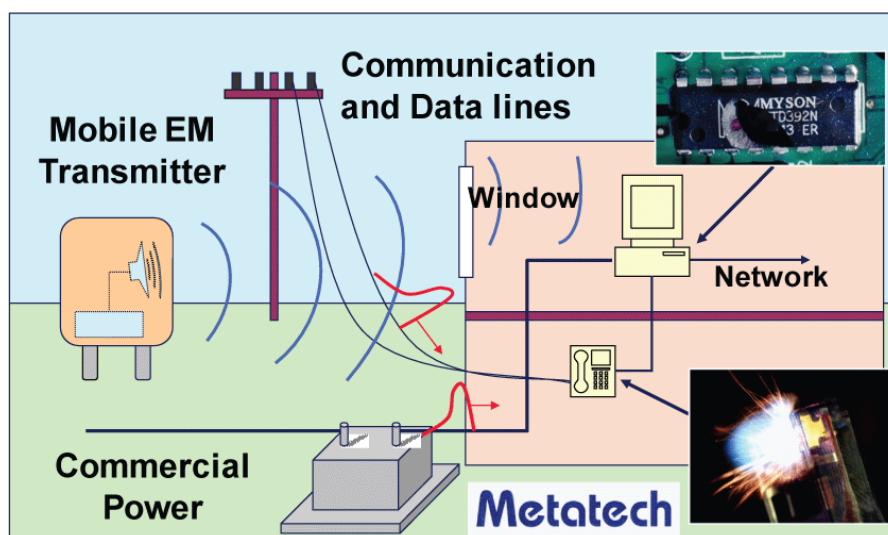 Communication
and Data lines
Mobile EM
Transmitter
MYSON
TD392N
ER
Window
Network
Commercial
Power
Metatech